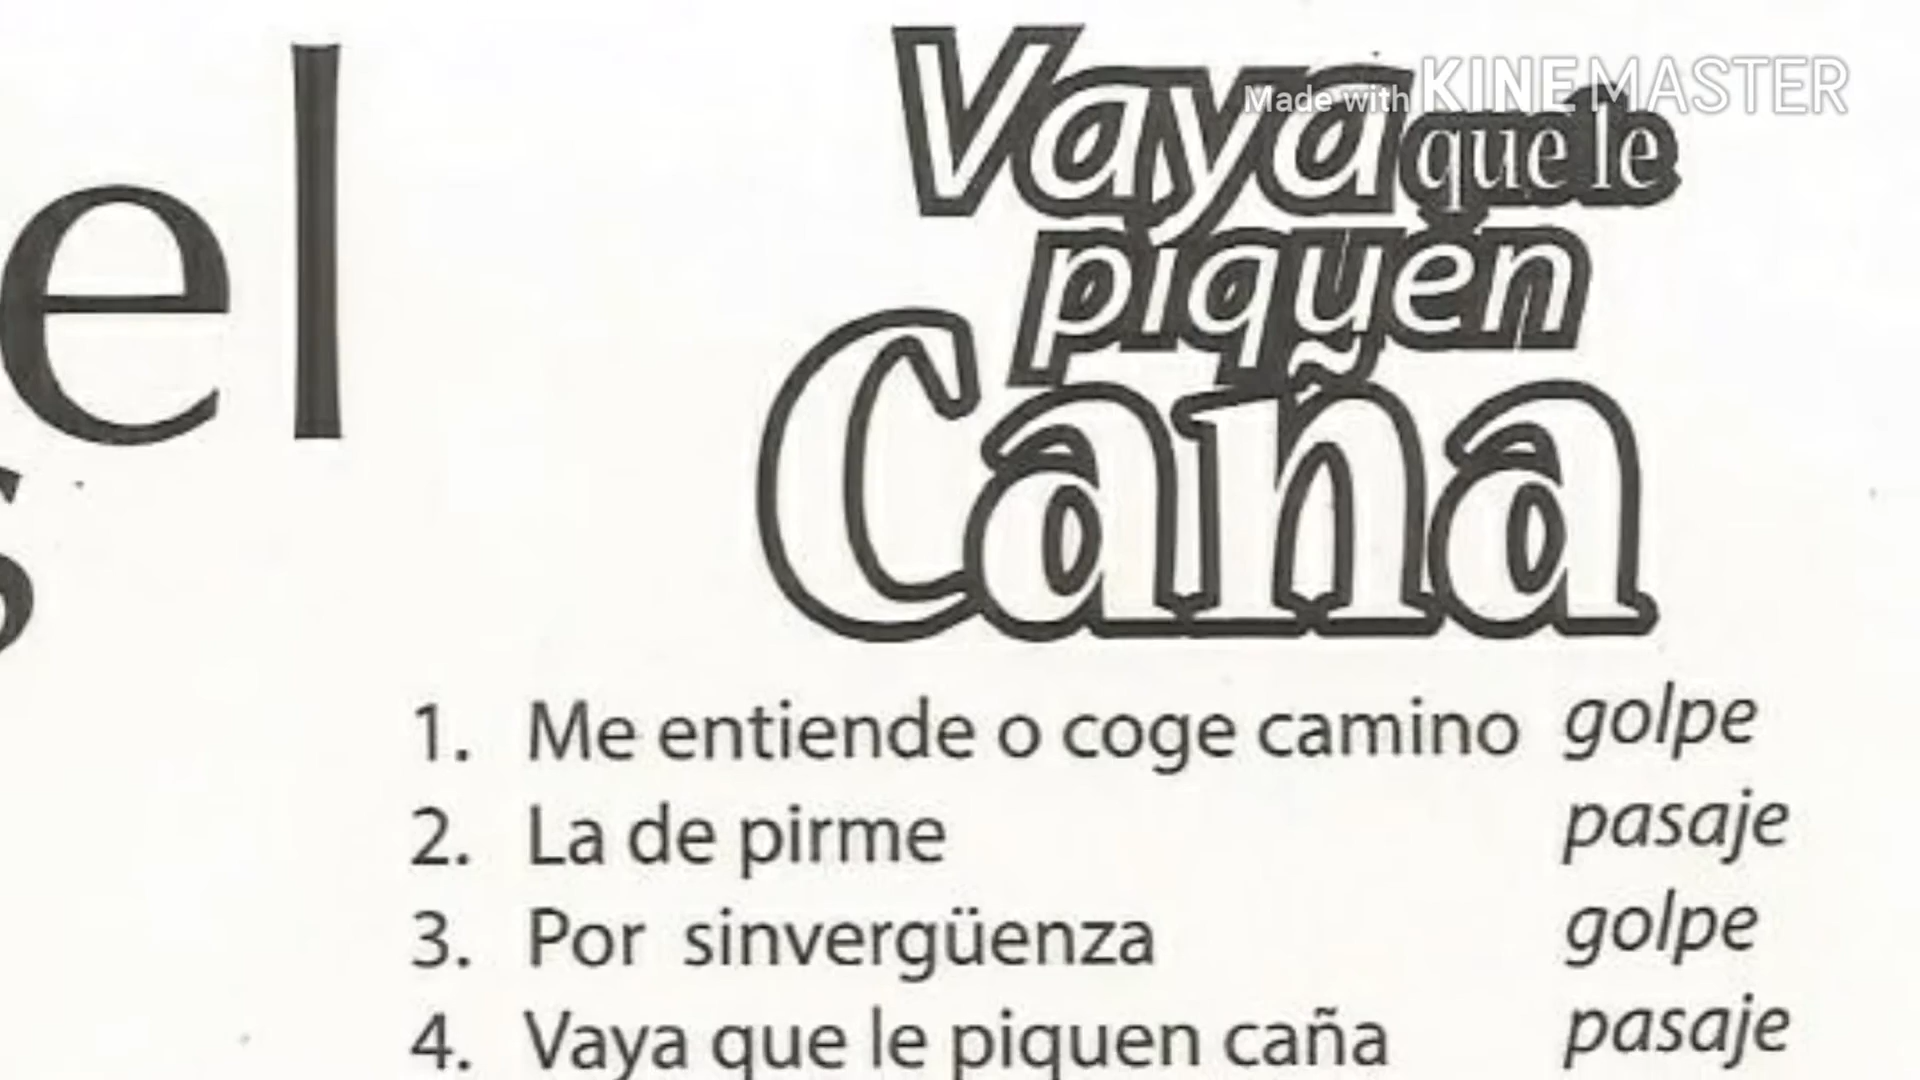 Made with KINEMASTER
el
Vaya que le
piquen
Caña
1. Me entiende o coge camino golpe
2. La de pirme pasaje
3. Por sinvergüenza golpe
4. Vaya que le piquen caña pasaje